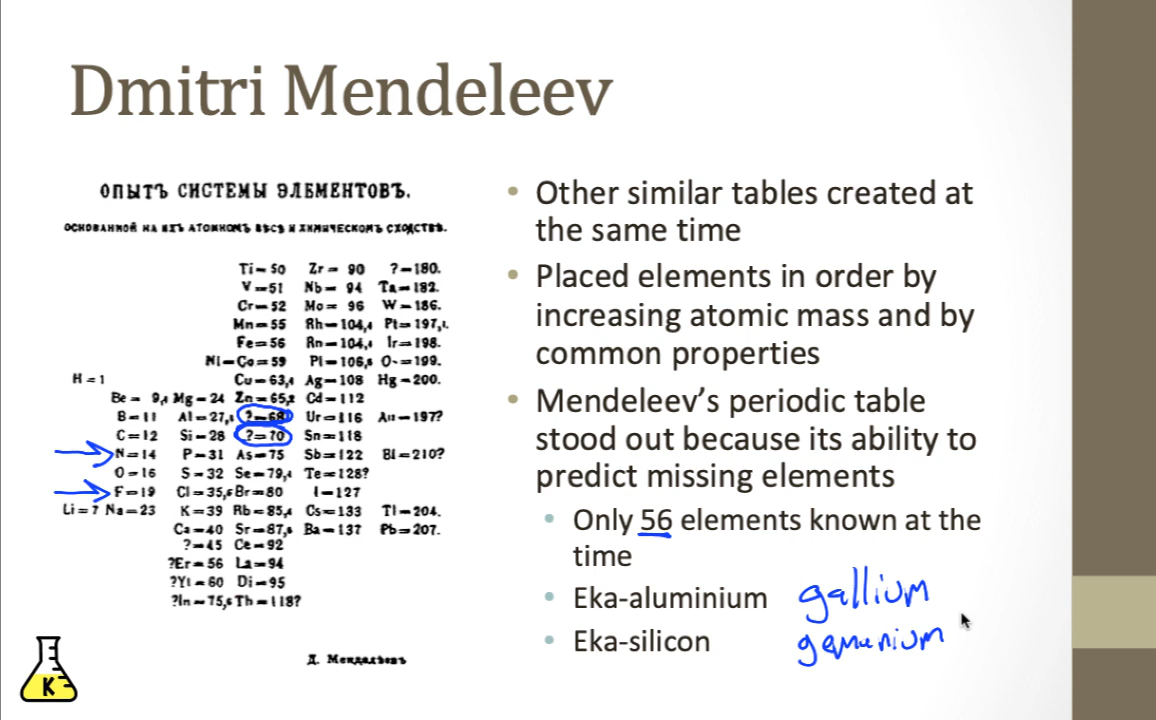 Dmitri Mendeleev
ОПЫТЪ СИСТЕМЫ ЭЛЕМЕНТОВЪ.
ОСНОВАННОЙ НА ИХЪ АТОМНОМЪ ВѢСѢ И ХИМИЧЕСКОМЪ СХОДСТВѢ.
Ti=50 Zr=90 ?=180.
V=51 Nb=94 Ta=182.
Cr=52 Mo=96 W=186.
Mn=55 Rh=104,4 Pt=197,1.
Fe=56 Rn=104,4 Ir=198.
Ni=Co=59 Pl=106,6 O-=199.
H=1 Cu=63,4 Ag=108 Hg=200.
Be=9,4 Mg=24 Zn=65,2 Cd=112
B=11 Al=27,4 ?=68 Ur=116 Au=197?
C=12 Si=28 ?=70 Sn=118
N=14 P=31 As=75 Sb=122 Bi=210?
O=16 S=32 Se=79,4 Te=128?
F=19 Cl=35,5 Br=80 I=127
Li=7 Na=23 K=39 Rb=85,4 Cs=133 Tl=204.
Ca=40 Sr=87,6 Ba=137 Pb=207.
?=45 Ce=92
?Er=56 La=94
?Yt=60 Di=95
?In=75,6 Th=118?
Д. Менделѣевъ
K
• Other similar tables created at
the same time
• Placed elements in order by
increasing atomic mass and by
common properties
• Mendeleev’s periodic table
stood out because its ability to
predict missing elements
• Only 56 elements known at the
time
• Eka-aluminium gallium
• Eka-silicon germanium